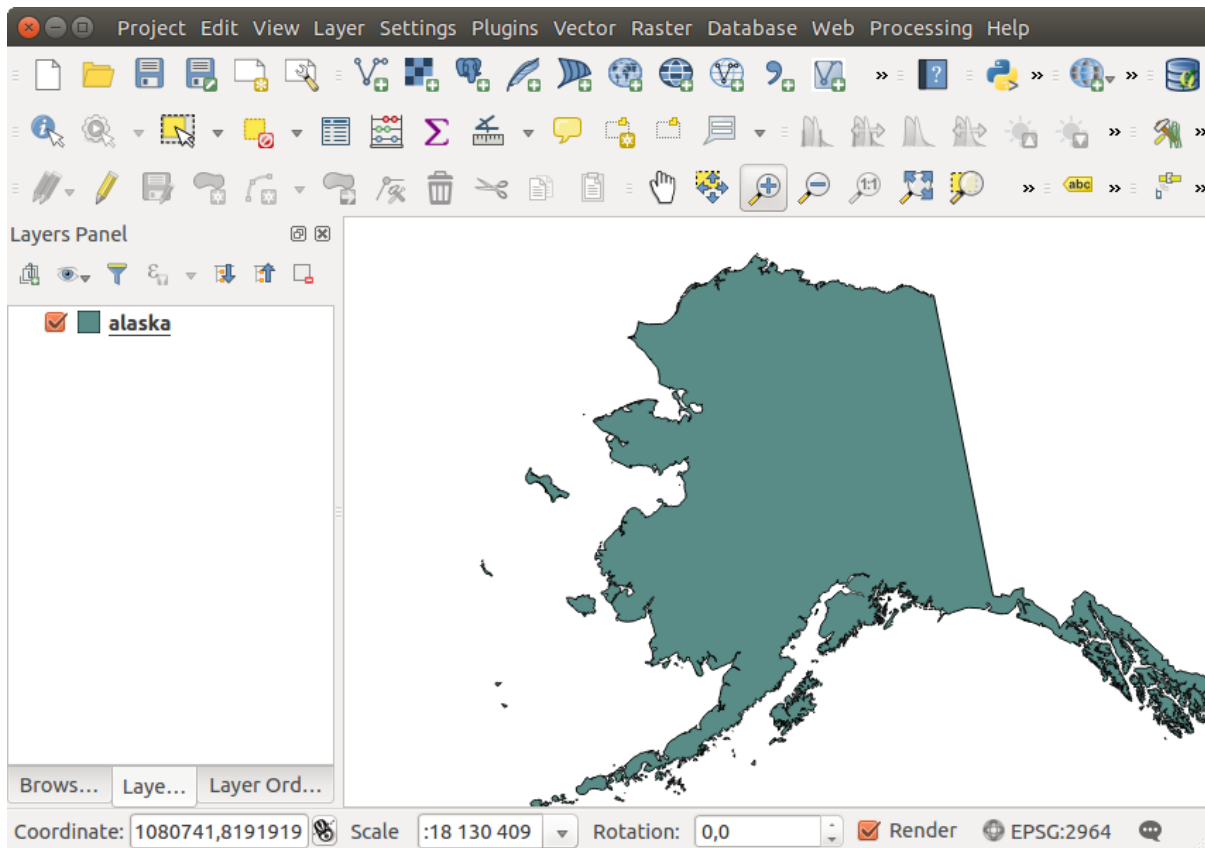 Project Edit View Layer Settings Plugins Vector Raster Database Web Processing Help
» ? » »
Σ »
1:1 » abc » »
Layers Panel
ε
alaska
Brows... Laye... Layer Ord...
Coordinate: 1080741,8191919 Scale :18 130 409 Rotation: 0,0 Render EPSG:2964